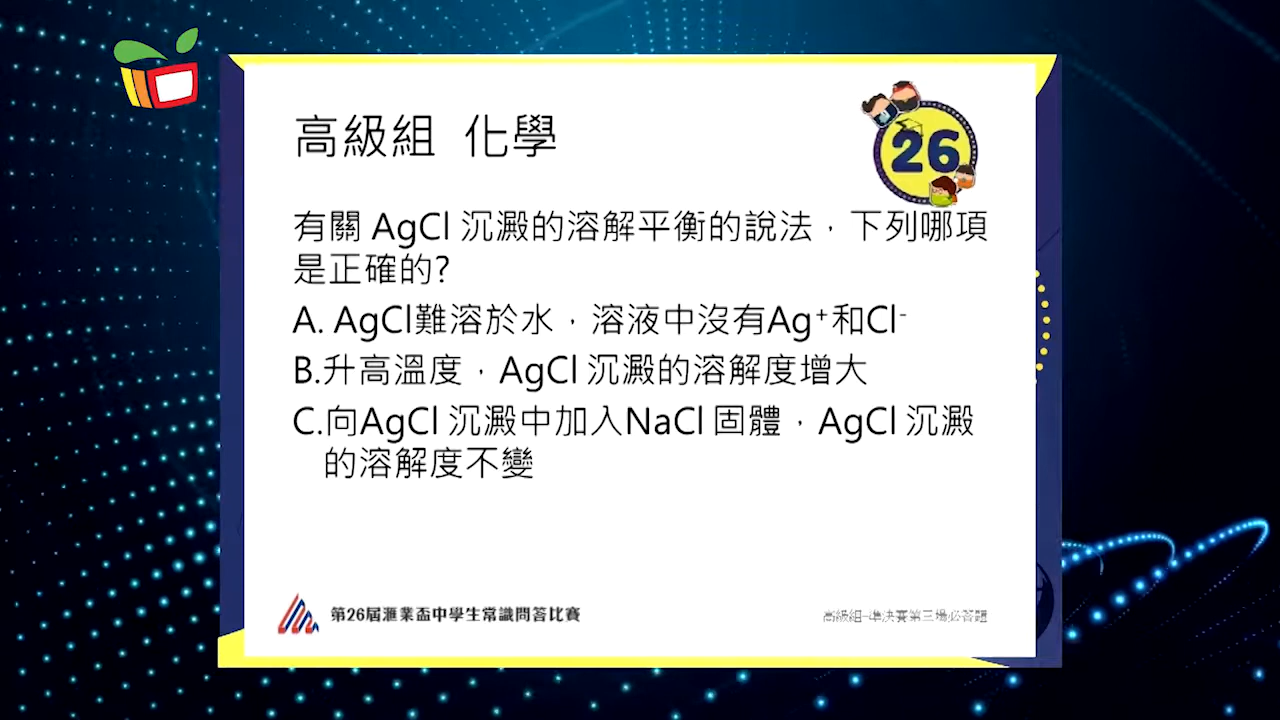 高級組 化學
26
有關 AgCl 沉澱的溶解平衡的說法，下列哪項
是正確的?
A. AgCl難溶於水，溶液中沒有Ag⁺和Cl⁻
B.升高溫度，AgCl 沉澱的溶解度增大
C.向AgCl 沉澱中加入NaCl 固體，AgCl 沉澱
的溶解度不變
第26屆滙業盃中學生常識問答比賽
高級組-準決賽第三場必答題